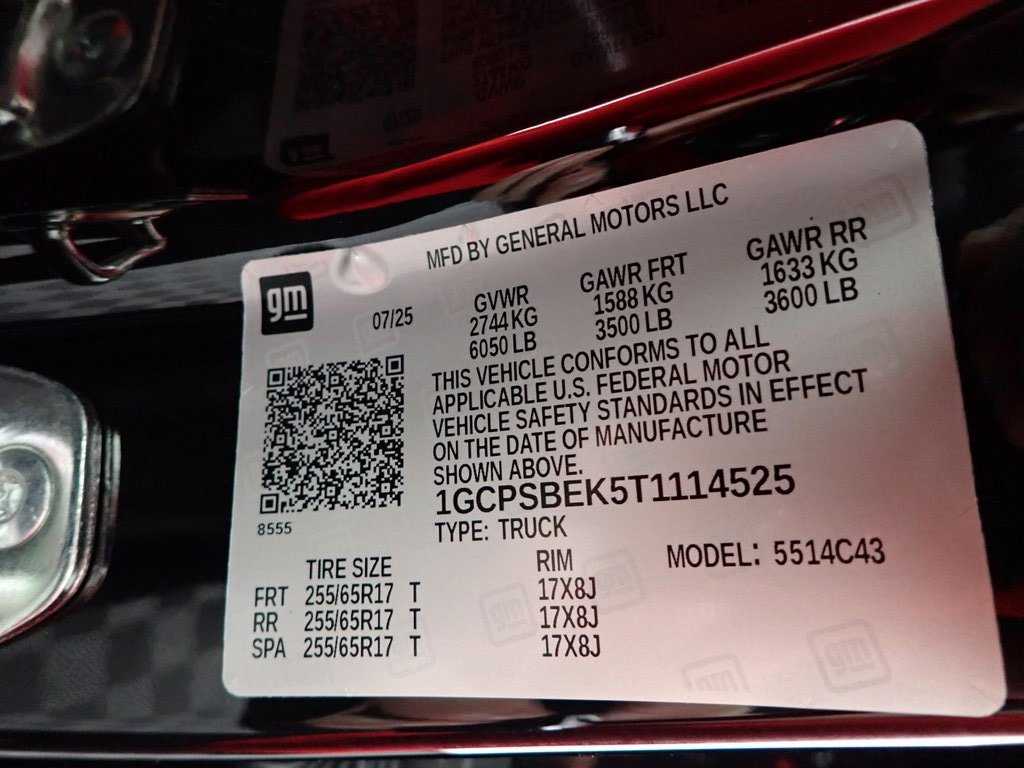 MFD BY GENERAL MOTORS LLC
gm
07/25
GVWR GAWR FRT GAWR RR
2744 KG 1588 KG 1633 KG
6050 LB 3500 LB 3600 LB
THIS VEHICLE CONFORMS TO ALL
APPLICABLE U.S. FEDERAL MOTOR
VEHICLE SAFETY STANDARDS IN EFFECT
ON THE DATE OF MANUFACTURE
SHOWN ABOVE.
1GCPSBEK5T1114525
8555
TYPE: TRUCK
TIRE SIZE RIM MODEL: 5514C43
FRT 255/65R17 T 17X8J
RR 255/65R17 T 17X8J
SPA 255/65R17 T 17X8J